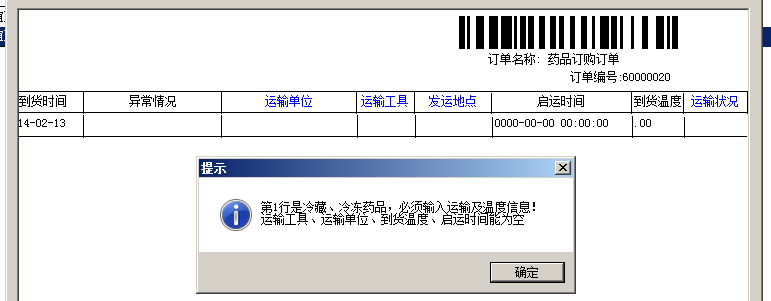 订单名称: 药品订购订单
订单编号:60000020
到货时间 异常情况 运输单位 运输工具 发运地点 启运时间 到货温度 运输状况
14-02-13 0000-00-00 00:00:00 .00
提示
第1行是冷藏、冷冻药品，必须输入运输及温度信息!
运输工具、运输单位、到货温度、启运时间能为空
确定